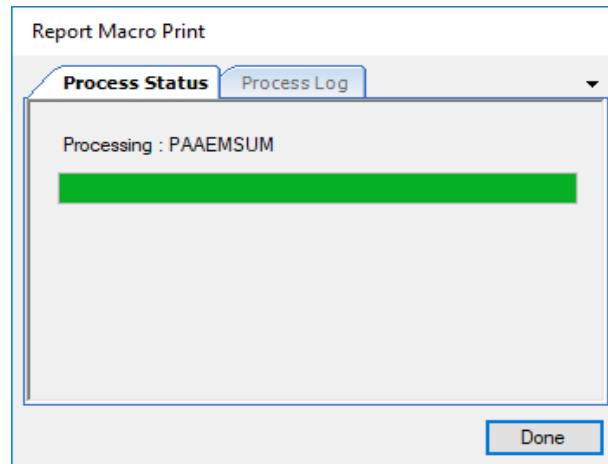 Report Macro Print
Process Status Process Log
Processing : PAAEMSUM
Done